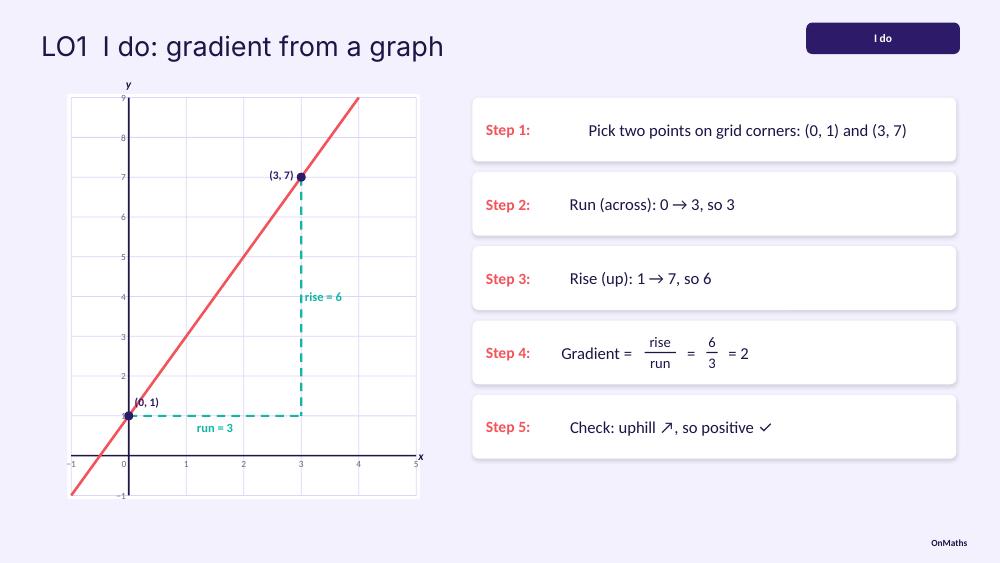 LO1 I do: gradient from a graph
I do
y
9
8
7
6
5
4
3
2
1
−1
(3, 7)
rise = 6
(0, 1)
run = 3
−1 0 1 2 3 4 5 x
Step 1: Pick two points on grid corners: (0, 1) and (3, 7)
Step 2: Run (across): 0 → 3, so 3
Step 3: Rise (up): 1 → 7, so 6
Step 4: Gradient = rise/run = 6/3 = 2
Step 5: Check: uphill ↗, so positive ✓
OnMaths